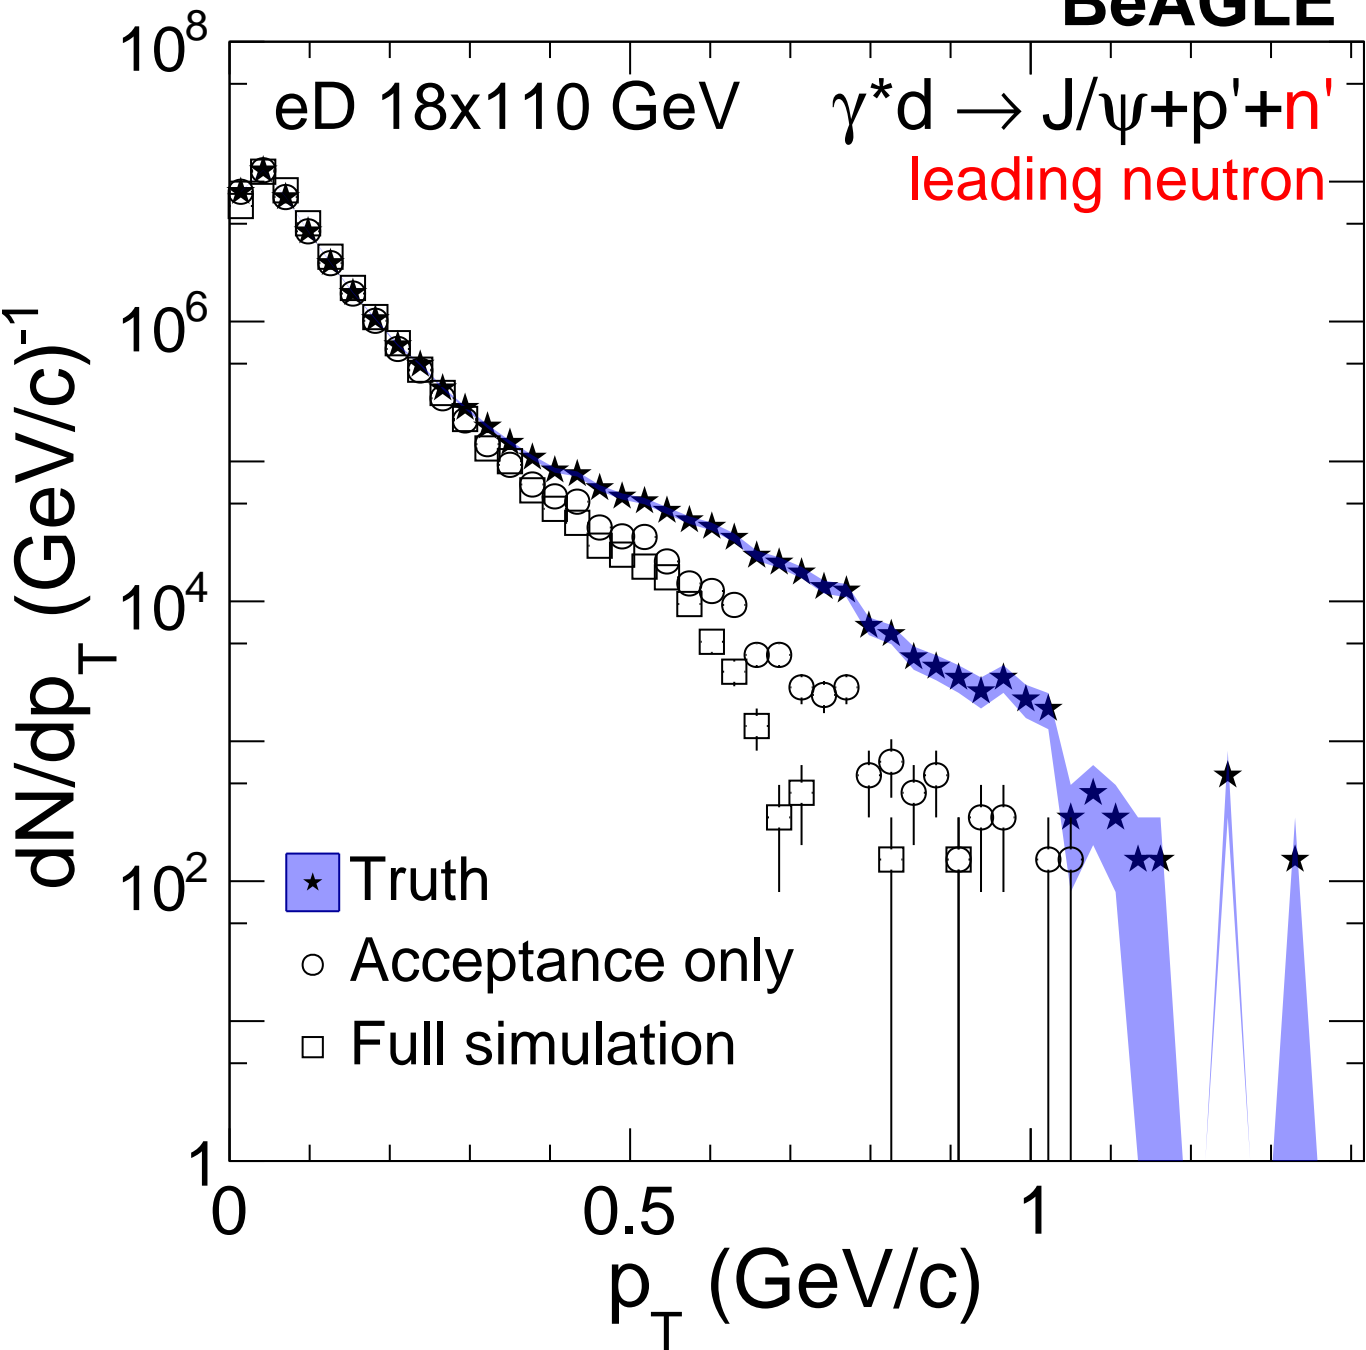 BeAGLE
eD 18x110 GeV
γ*d → J/ψ+p'+n'
leading neutron
dN/dp_T (GeV/c)^-1
10^8
10^6
10^4
10^2
1
Truth
Acceptance only
Full simulation
0 0.5 1
p_T (GeV/c)